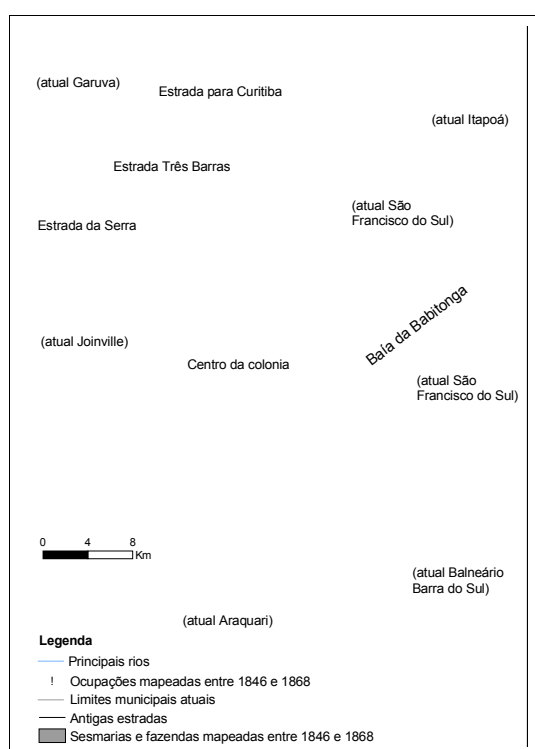 (atual Garuva)
Estrada para Curitiba
(atual Itapoá)
Estrada Três Barras
(atual São
Francisco do Sul)
Estrada da Serra
Baía da Babitonga
(atual Joinville)
Centro da colonia
(atual São
Francisco do Sul)
0 4 8
Km
(atual Balneário
Barra do Sul)
(atual Araquari)
Legenda
Principais rios
! Ocupações mapeadas entre 1846 e 1868
Limites municipais atuais
Antigas estradas
Sesmarias e fazendas mapeadas entre 1846 e 1868